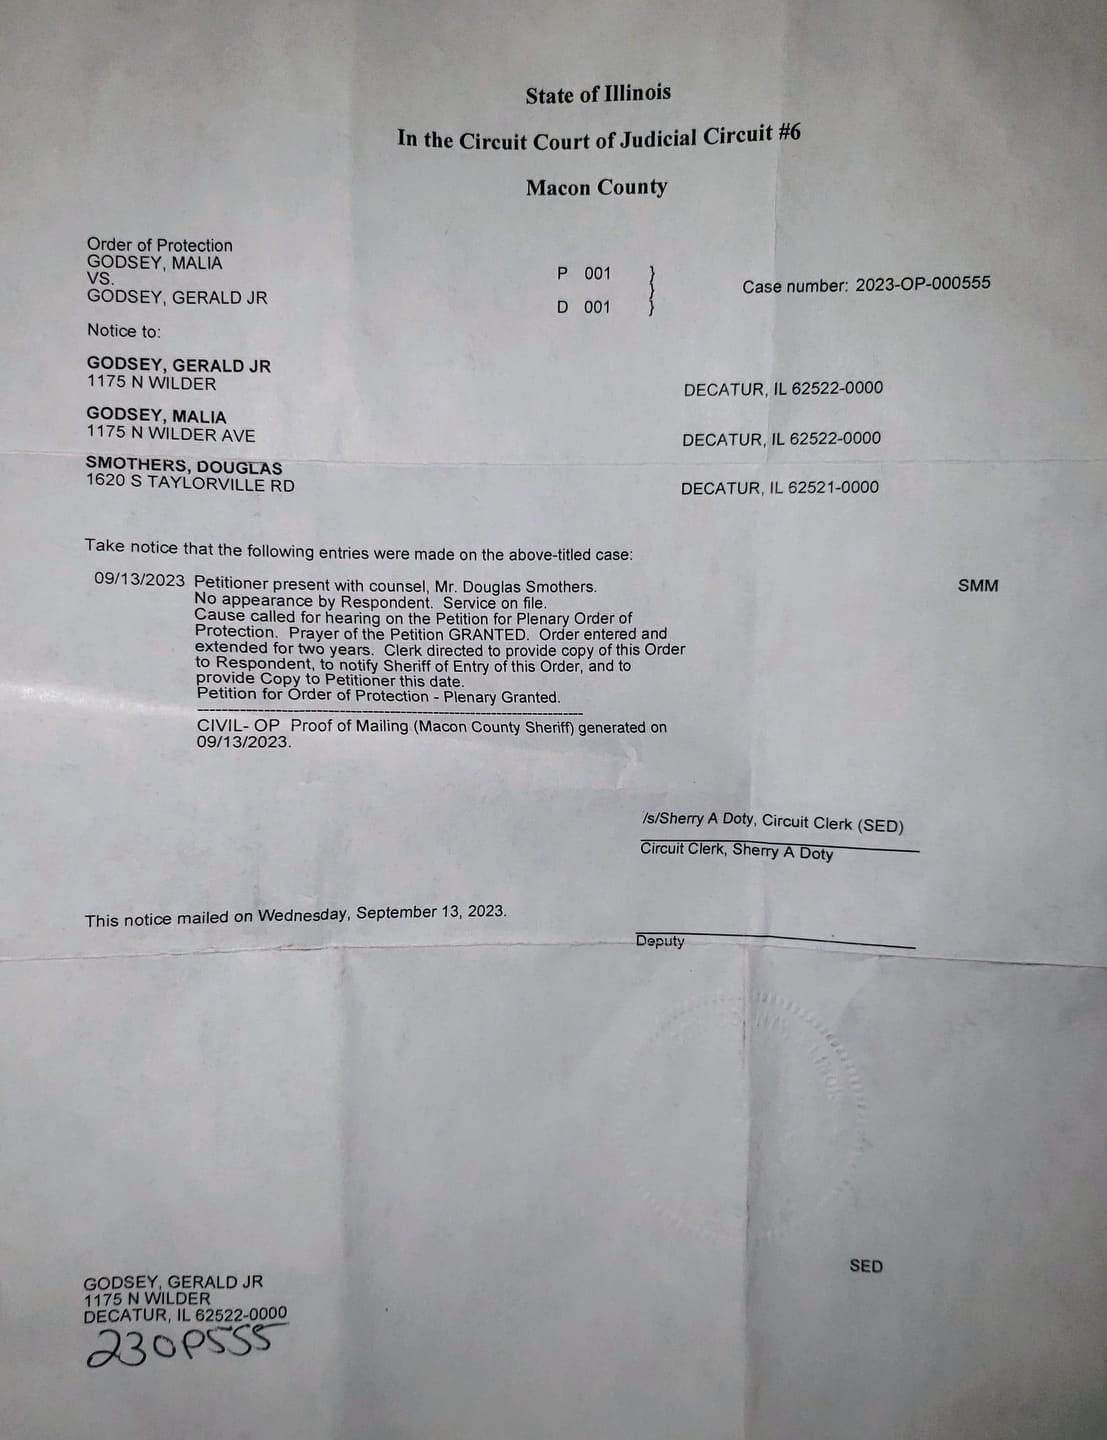 State of Illinois
In the Circuit Court of Judicial Circuit #6
Macon County
Order of Protection
GODSEY, MALIA
VS.
GODSEY, GERALD JR
P 001 }
D 001 }
Case number: 2023-OP-000555
Notice to:
GODSEY, GERALD JR
1175 N WILDER DECATUR, IL 62522-0000
GODSEY, MALIA
1175 N WILDER AVE DECATUR, IL 62522-0000
SMOTHERS, DOUGLAS
1620 S TAYLORVILLE RD DECATUR, IL 62521-0000
Take notice that the following entries were made on the above-titled case:
09/13/2023 Petitioner present with counsel, Mr. Douglas Smothers. SMM
No appearance by Respondent. Service on file.
Cause called for hearing on the Petition for Plenary Order of
Protection. Prayer of the Petition GRANTED. Order entered and
extended for two years. Clerk directed to provide copy of this Order
to Respondent, to notify Sheriff of Entry of this Order, and to
provide Copy to Petitioner this date.
Petition for Order of Protection - Plenary Granted.
CIVIL- OP Proof of Mailing (Macon County Sheriff) generated on
09/13/2023.
/s/Sherry A Doty, Circuit Clerk (SED)
Circuit Clerk, Sherry A Doty
This notice mailed on Wednesday, September 13, 2023.
Deputy
SED
GODSEY, GERALD JR
1175 N WILDER
DECATUR, IL 62522-0000
23OP555